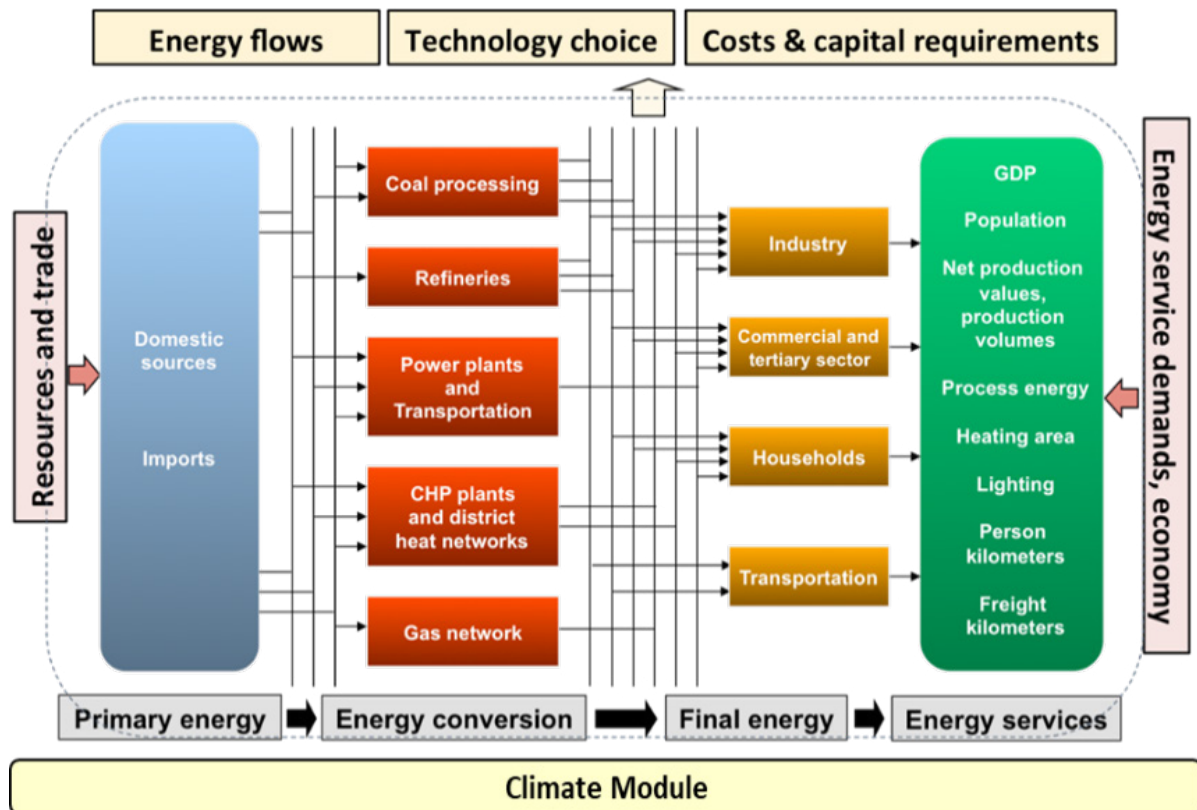 Energy flows
Technology choice
Costs & capital requirements
Resources and trade
Domestic
sources
Imports
Coal processing
Refineries
Power plants
and
Transportation
CHP plants
and district
heat networks
Gas network
Industry
Commercial and
tertiary sector
Households
Transportation
GDP
Population
Net production
values,
production
volumes
Process energy
Heating area
Lighting
Person
kilometers
Freight
kilometers
Energy service demands, economy
Primary energy
Energy conversion
Final energy
Energy services
Climate Module